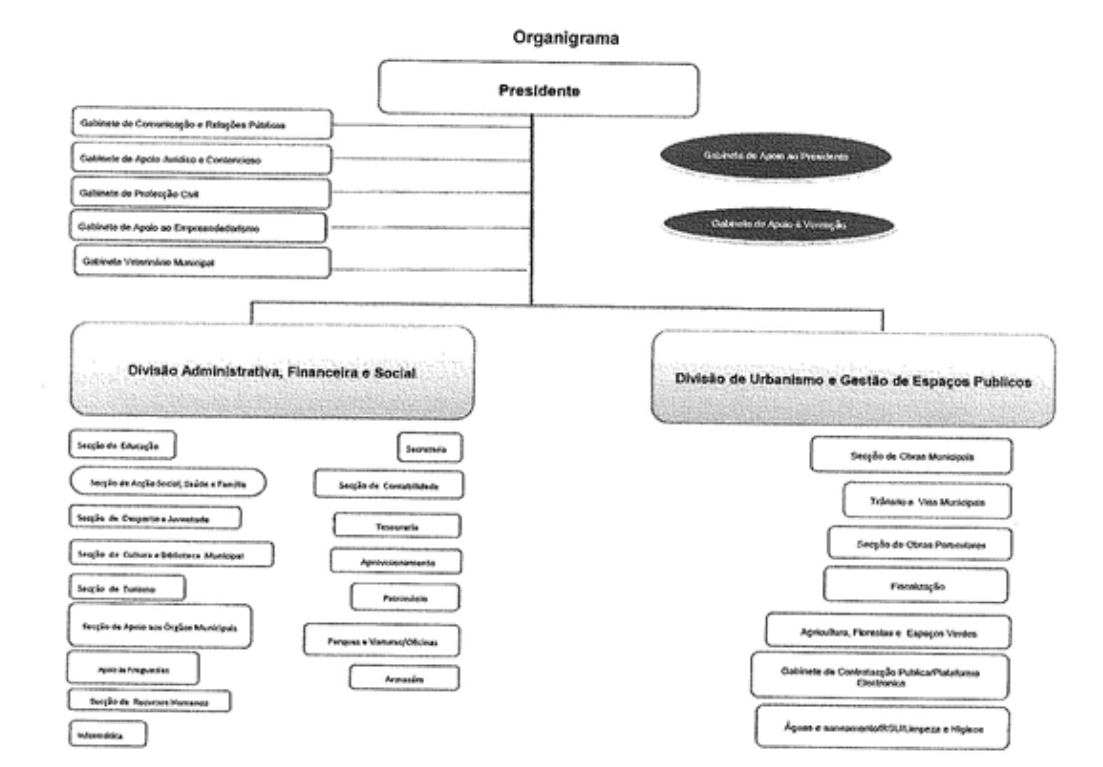 Organigrama
Presidente
Gabinete de Comunicação e Relações Públicas
Gabinete de Apoio Jurídico e Contencioso
Gabinete de Protecção Civil
Gabinete de Apoio ao Empreendedorismo
Gabinete Veterinário Municipal
Gabinete de Apoio ao Presidente
Gabinete de Apoio à Vereação
Divisão Administrativa, Financeira e Social
Secção de Educação
Secção de Acção Social, Saúde e Família
Secção de Desporto e Juventude
Secção de Cultura e Biblioteca Municipal
Secção de Turismo
Secção de Apoio aos Órgãos Municipais
Apoio às Freguesias
Secção de Recursos Humanos
Informática
Secretaria
Secção de Contabilidade
Tesouraria
Aprovisionamento
Património
Parques e Viaturas/Oficinas
Armazém
Divisão de Urbanismo e Gestão de Espaços Publicos
Secção de Obras Municipais
Trânsito e Vias Municipais
Secção de Obras Particulares
Fiscalização
Agricultura, Florestas e Espaços Verdes
Gabinete de Contratacção Publica/Plataforma
Electronica
Águas e saneamento/RSU/Limpeza e Higiene